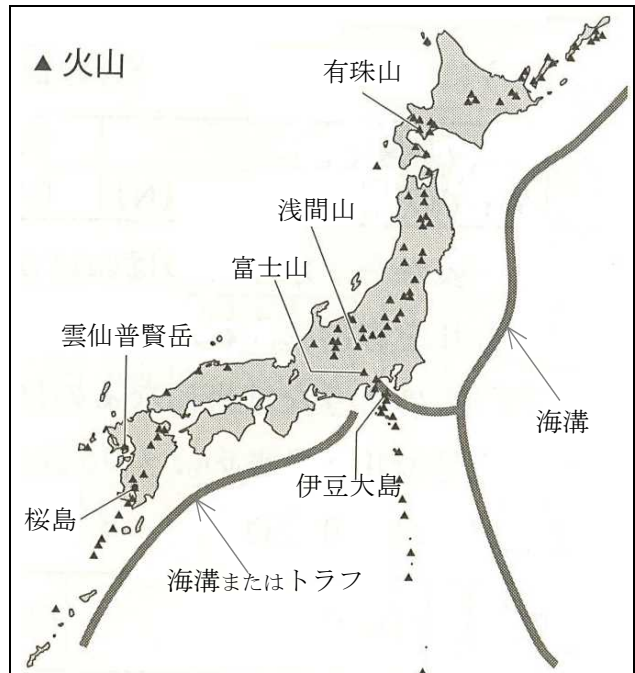 ▲ 火山
有珠山
浅間山
富士山
雲仙普賢岳
海溝
伊豆大島
桜島
海溝またはトラフ